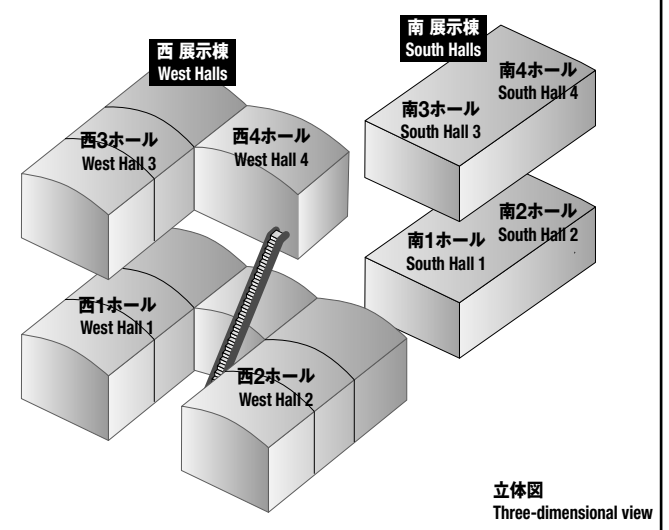 西 展示棟
West Halls
南 展示棟
South Halls
西3ホール
West Hall 3
西4ホール
West Hall 4
南3ホール
South Hall 3
南4ホール
South Hall 4
西1ホール
West Hall 1
西2ホール
West Hall 2
南1ホール
South Hall 1
南2ホール
South Hall 2
立体図
Three-dimensional view